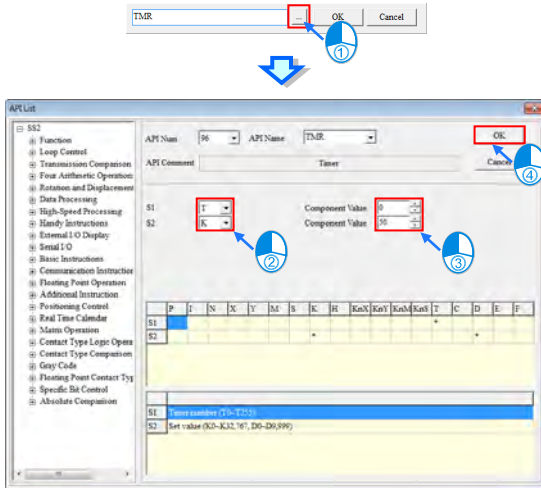 TMR ... OK Cancel
①
API List
SS2
Function
Loop Control
Transmission Comparison
Four Arithmetic Operation
Rotation and Displacement
Data Processing
High-Speed Processing
Handy Instructions
External I/O Display
Serial I/O
Basic Instructions
Communication Instruction
Floating Point Operation
Additional Instruction
Positioning Control
Real Time Calendar
Matrix Operation
Contact Type Logic Opera
Contact Type Comparison
Gray Code
Floating Point Contact Typ
Specific Bit Control
Absolute Comparison
API Num 96 API Name TMR OK
API Comment Timer Cancel
④
S1 T Component Value 0
S2 K Component Value 50
② ③
P I N X Y M S K H KnX KnY KnM KnS T C D E F
S1 *
S2 * *
S1 Timer number (T0~T255)
S2 Set value (K0~K32,767, D0~D9,999)